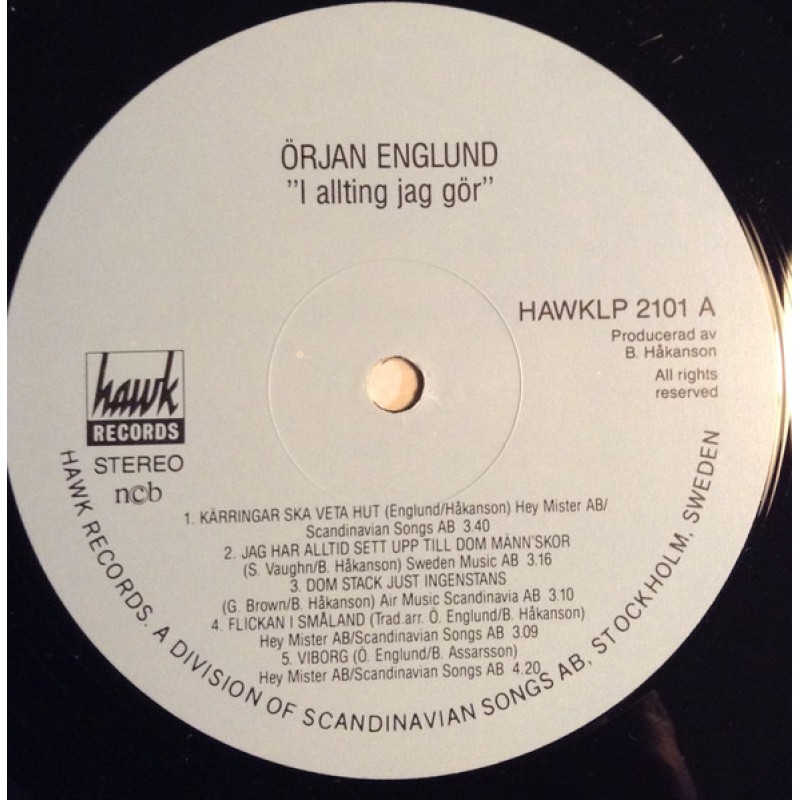 ÖRJAN ENGLUND
"I allting jag gör"
HAWKLP 2101 A
Producerad av
B. Håkanson
All rights
reserved
hawk
RECORDS
STEREO
ncb
1. KÄRRINGAR SKA VETA HUT (Englund/Håkanson) Hey Mister AB/
Scandinavian Songs AB 3.40
2. JAG HAR ALLTID SETT UPP TILL DOM MÄNN'SKOR
(S. Vaughn/B. Håkanson) Sweden Music AB 3.16
3. DOM STACK JUST INGENSTANS
(G. Brown/B. Håkanson) Air Music Scandinavia AB 3.10
4. FLICKAN I SMÅLAND (Trad.arr. Ö. Englund/B. Håkanson)
Hey Mister AB/Scandinavian Songs AB 3.09
5. VIBORG (Ö. Englund/B. Assarsson)
Hey Mister AB/Scandinavian Songs AB 4.20
HAWK RECORDS. A DIVISION OF SCANDINAVIAN SONGS AB, STOCKHOLM, SWEDEN